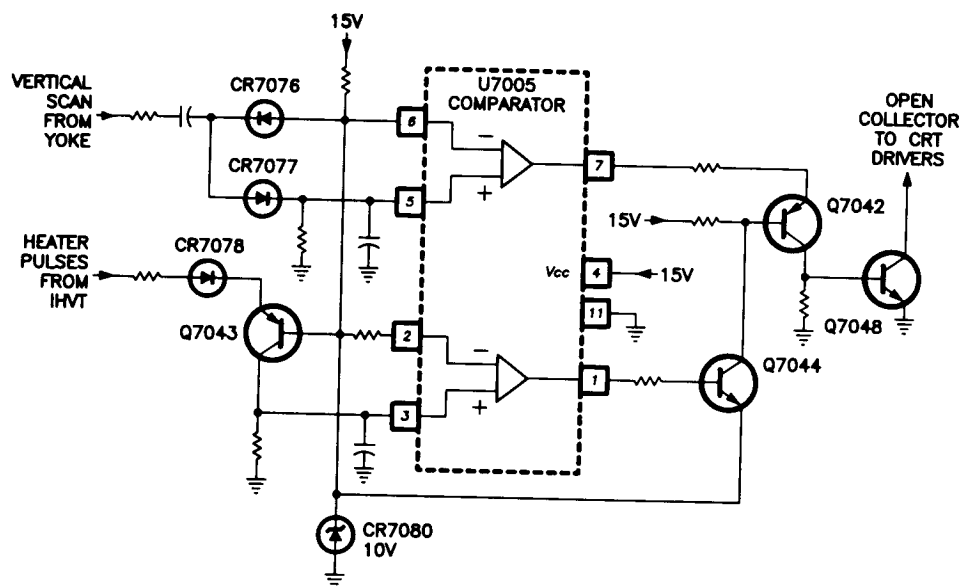 15V
VERTICAL
SCAN
FROM
YOKE
CR7076
U7005
COMPARATOR
OPEN
COLLECTOR
TO CRT
DRIVERS
6
−
7
CR7077
5
+
Q7042
15V
HEATER
PULSES
FROM
IHVT
CR7078
Vcc
4
15V
11
Q7048
Q7043
2
−
1
Q7044
3
+
CR7080
10V